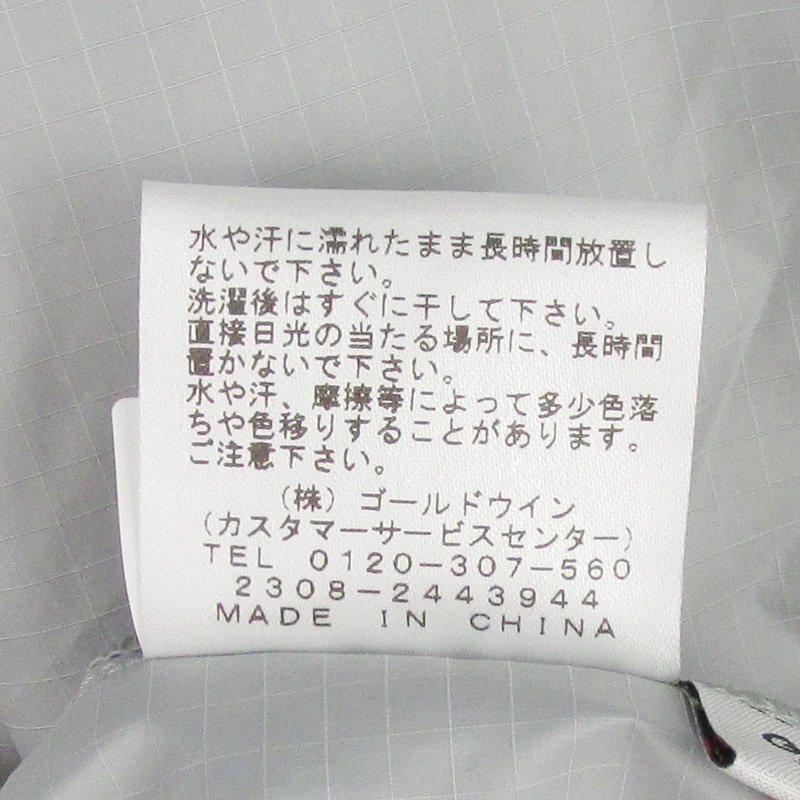 水や汗に濡れたまま長時間放置し
ないで下さい。
洗濯後はすぐに干して下さい。
直接日光の当たる場所に、長時間
置かないで下さい。
水や汗、摩擦等によって多少色落
ちや色移りすることがあります。
ご注意下さい。
(株)ゴールドウイン
(カスタマーサービスセンター)
TEL 0120-307-560
2308-2443944
MADE IN CHINA